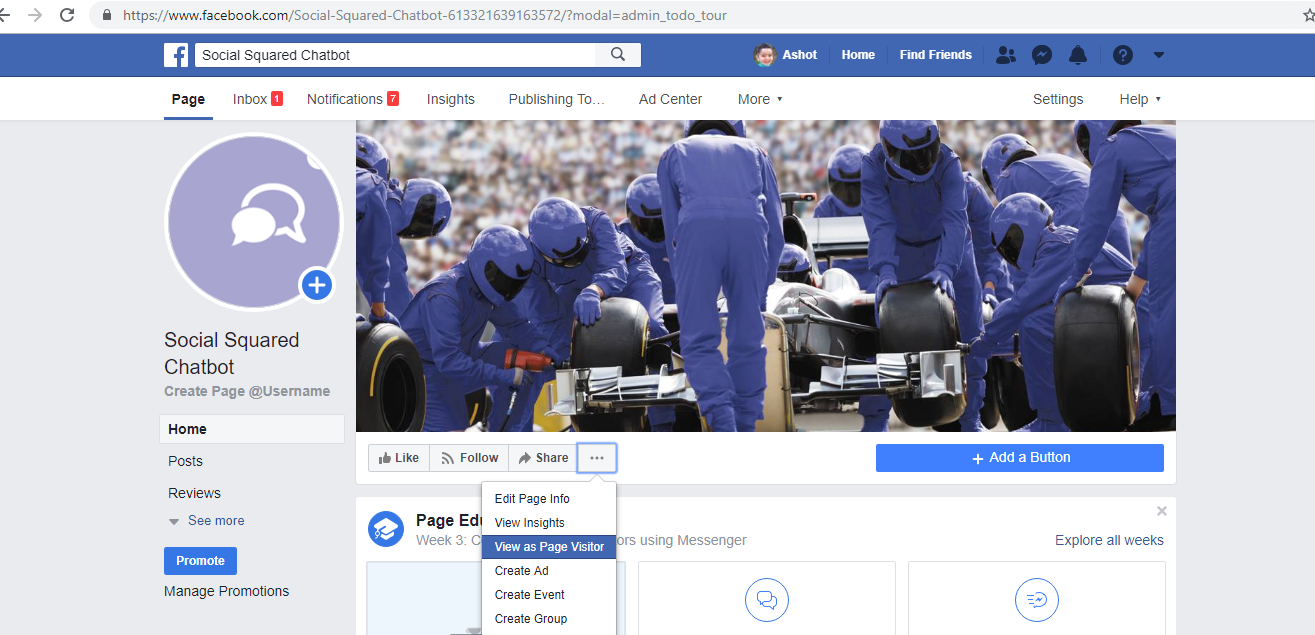 https://www.facebook.com/Social-Squared-Chatbot-613321639163572/?modal=admin_todo_tour
Social Squared Chatbot
Ashot Home Find Friends
Page Inbox 1 Notifications 7 Insights Publishing To… Ad Center More Settings Help
Social Squared
Chatbot
Create Page @Username
Home
Posts
Reviews
See more
Promote
Manage Promotions
Like Follow Share ... + Add a Button
Edit Page Info
View Insights
View as Page Visitor
Create Ad
Create Event
Create Group
Page Edu
Week 3: C ors using Messenger Explore all weeks